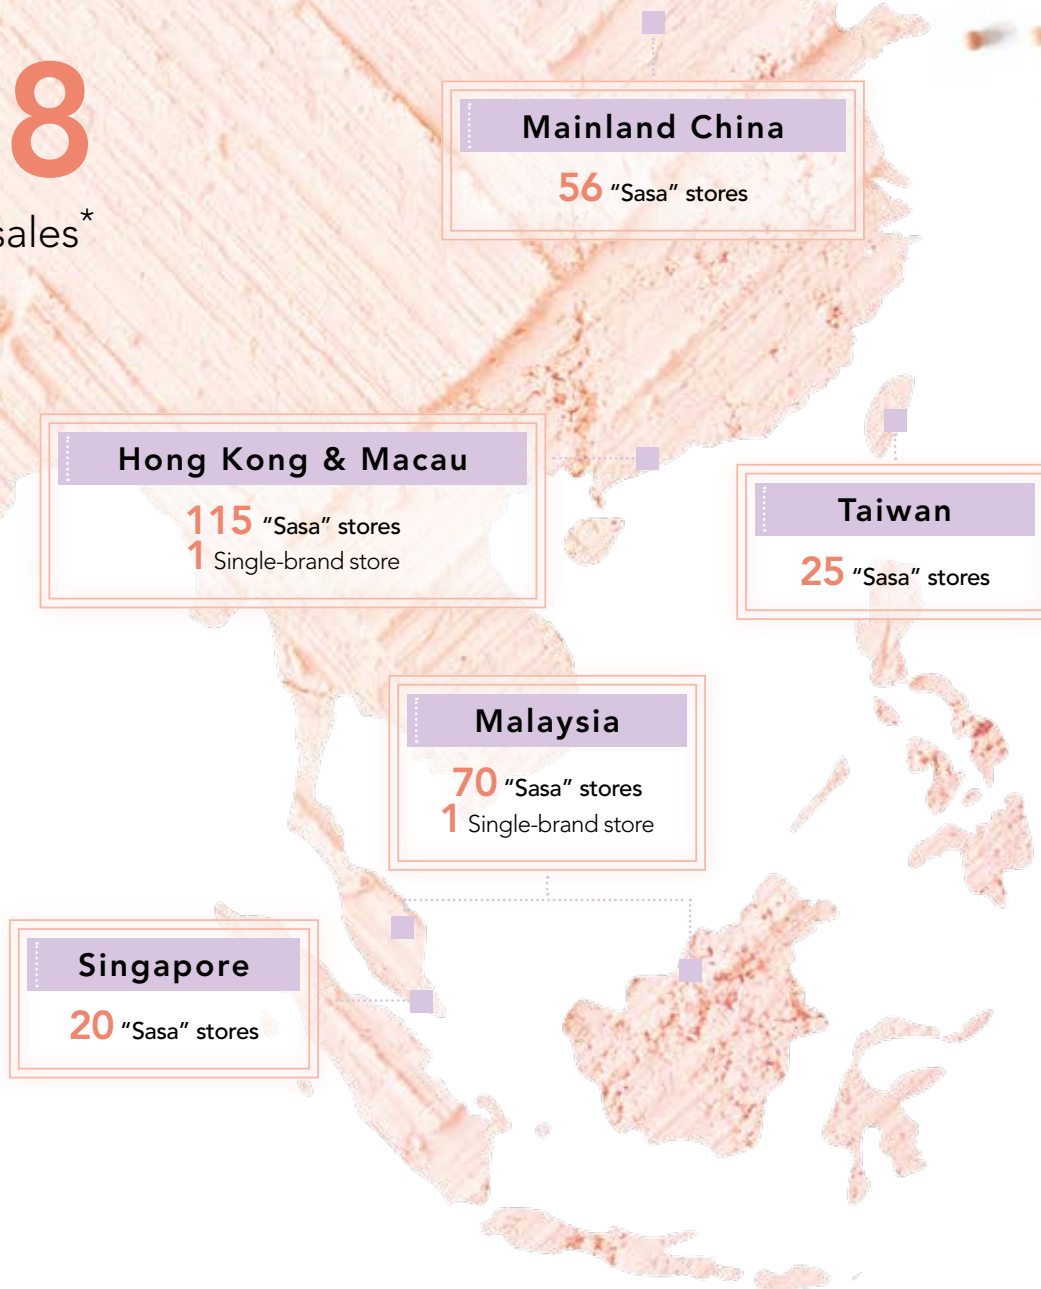 8
sales*
Mainland China
56 “Sasa” stores
Hong Kong & Macau
115 “Sasa” stores
1 Single-brand store
Taiwan
25 “Sasa” stores
Malaysia
70 “Sasa” stores
1 Single-brand store
Singapore
20 “Sasa” stores